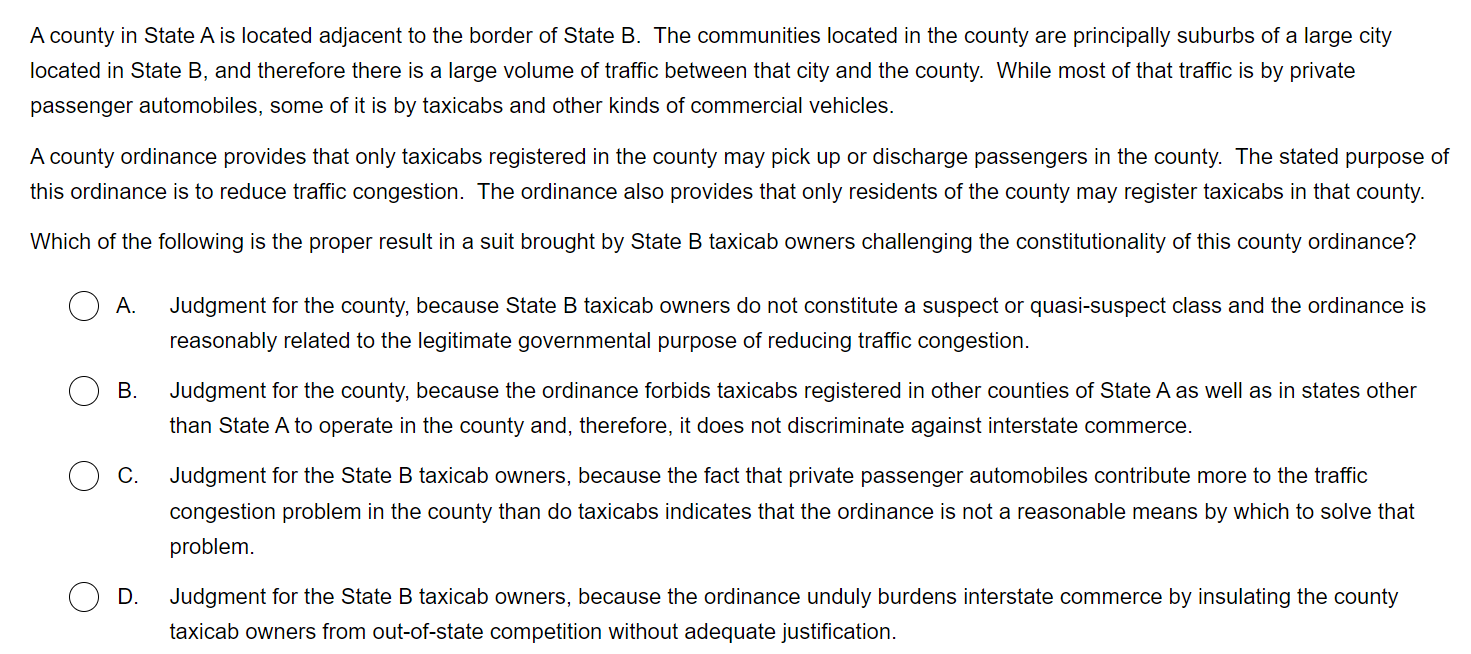 A county in State A is located adjacent to the border of State B.  The communities located in the county are principally suburbs of a large city
located in State B, and therefore there is a large volume of traffic between that city and the county.  While most of that traffic is by private
passenger automobiles, some of it is by taxicabs and other kinds of commercial vehicles.
A county ordinance provides that only taxicabs registered in the county may pick up or discharge passengers in the county.  The stated purpose of
this ordinance is to reduce traffic congestion.  The ordinance also provides that only residents of the county may register taxicabs in that county.
Which of the following is the proper result in a suit brought by State B taxicab owners challenging the constitutionality of this county ordinance?
A. Judgment for the county, because State B taxicab owners do not constitute a suspect or quasi-suspect class and the ordinance is
reasonably related to the legitimate governmental purpose of reducing traffic congestion.
B. Judgment for the county, because the ordinance forbids taxicabs registered in other counties of State A as well as in states other
than State A to operate in the county and, therefore, it does not discriminate against interstate commerce.
C. Judgment for the State B taxicab owners, because the fact that private passenger automobiles contribute more to the traffic
congestion problem in the county than do taxicabs indicates that the ordinance is not a reasonable means by which to solve that
problem.
D. Judgment for the State B taxicab owners, because the ordinance unduly burdens interstate commerce by insulating the county
taxicab owners from out-of-state competition without adequate justification.